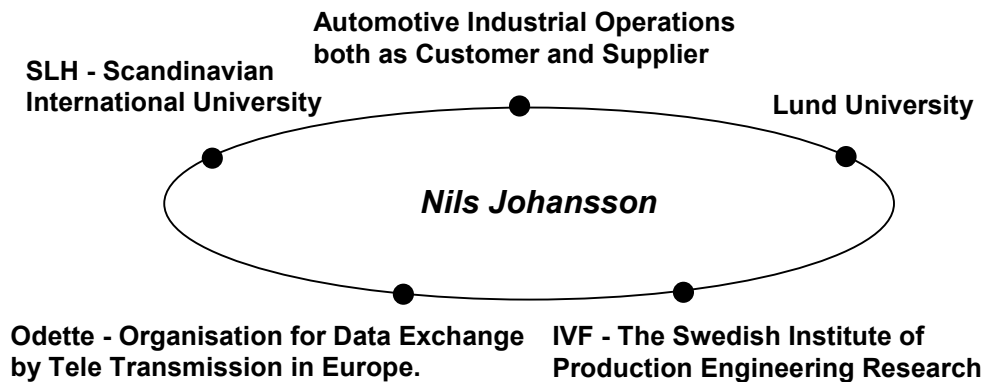 Automotive Industrial Operations
both as Customer and Supplier
SLH - Scandinavian
International University
Lund University
Nils Johansson
Odette - Organisation for Data Exchange
by Tele Transmission in Europe.
IVF - The Swedish Institute of
Production Engineering Research